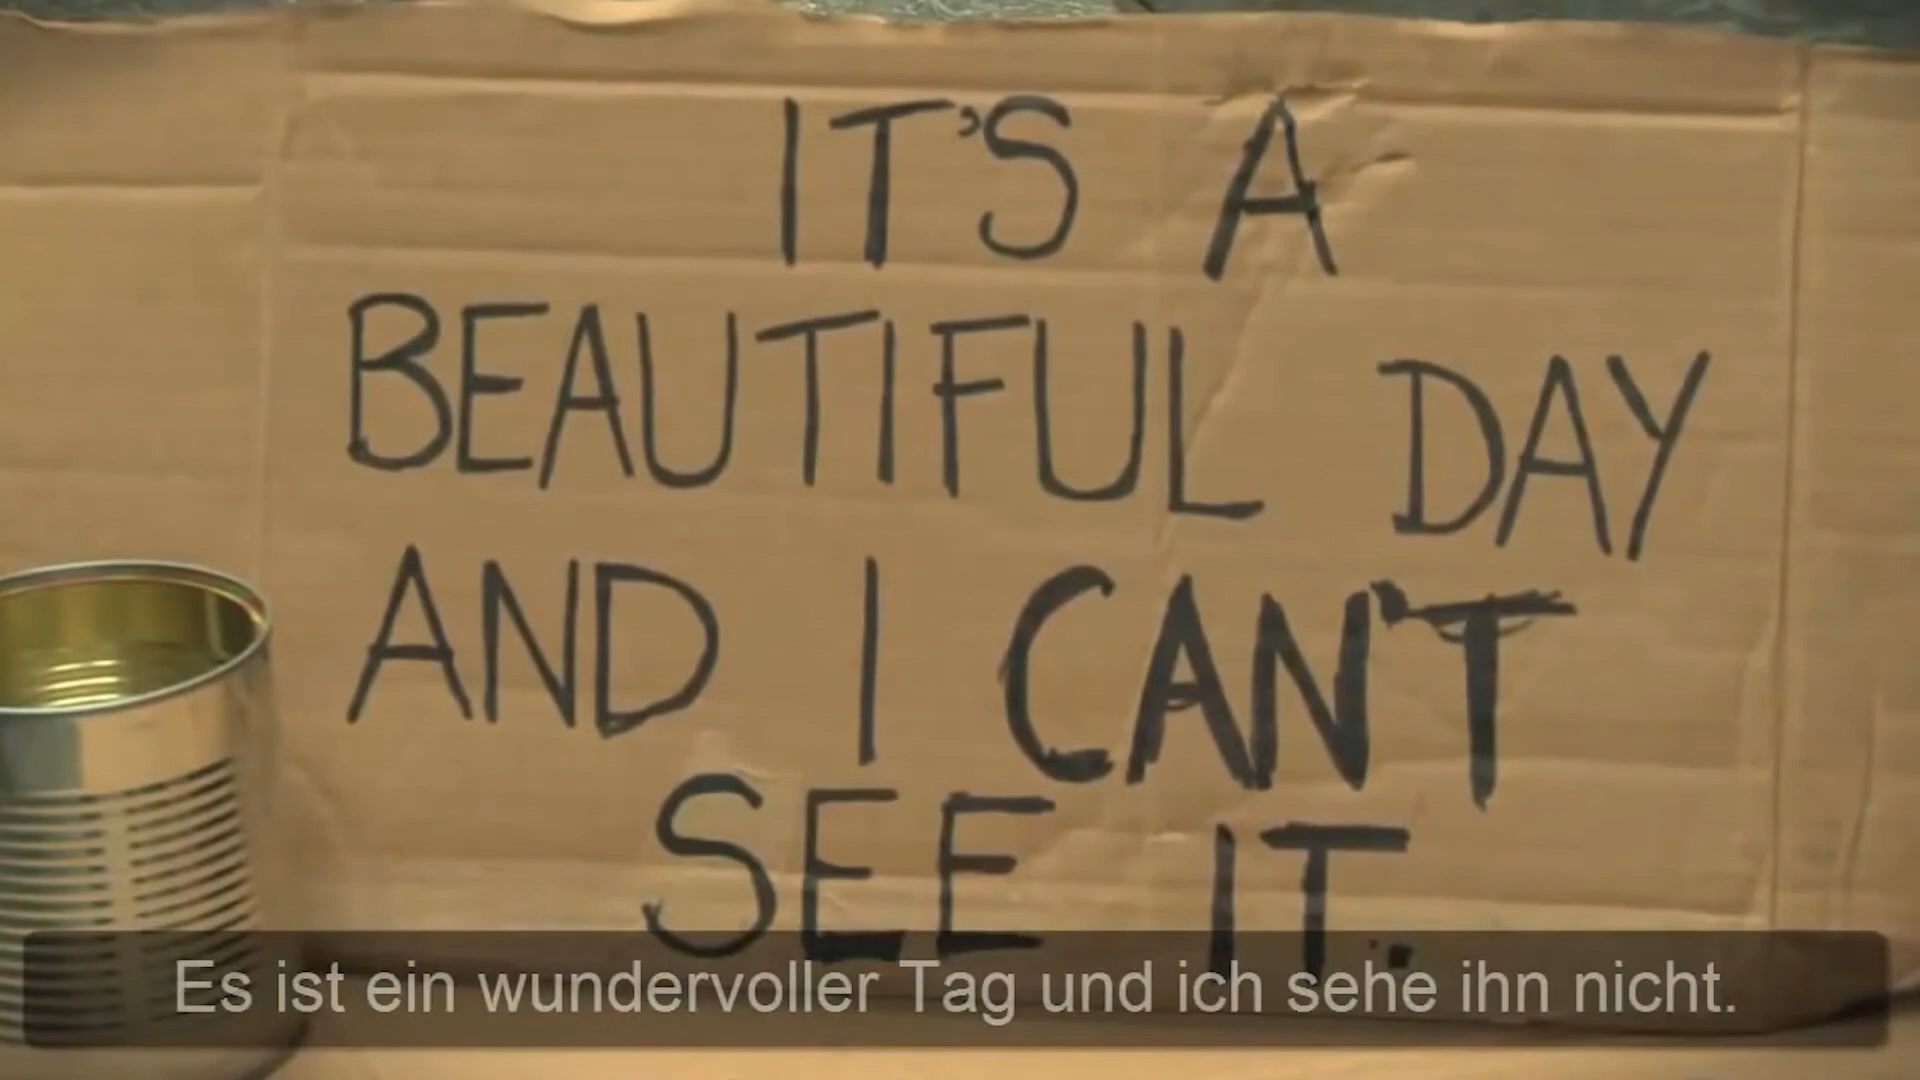 IT'S A
BEAUTIFUL DAY
AND I CAN'T
SEE IT.
Es ist ein wundervoller Tag und ich sehe ihn nicht.